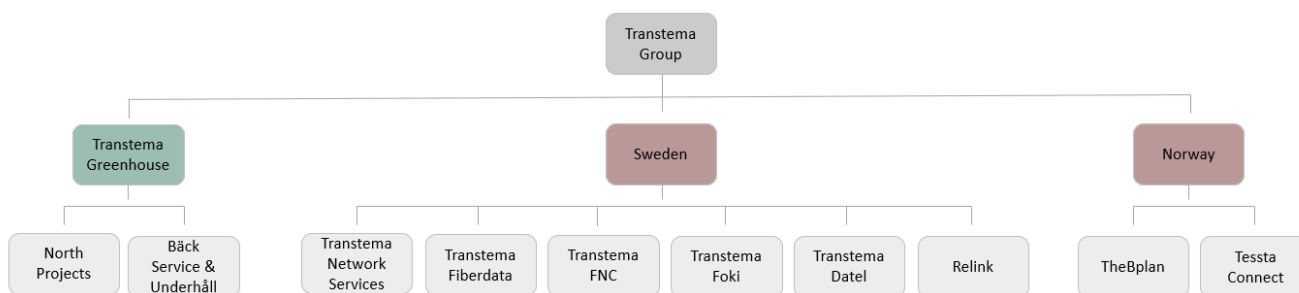 Transtema
Group
Transtema
Greenhouse
Sweden
Norway
North
Projects
Bäck
Service &
Underhåll
Transtema
Network
Services
Transtema
Fiberdata
Transtema
FNC
Transtema
Foki
Transtema
Datel
Relink
TheBplan
Tessta
Connect